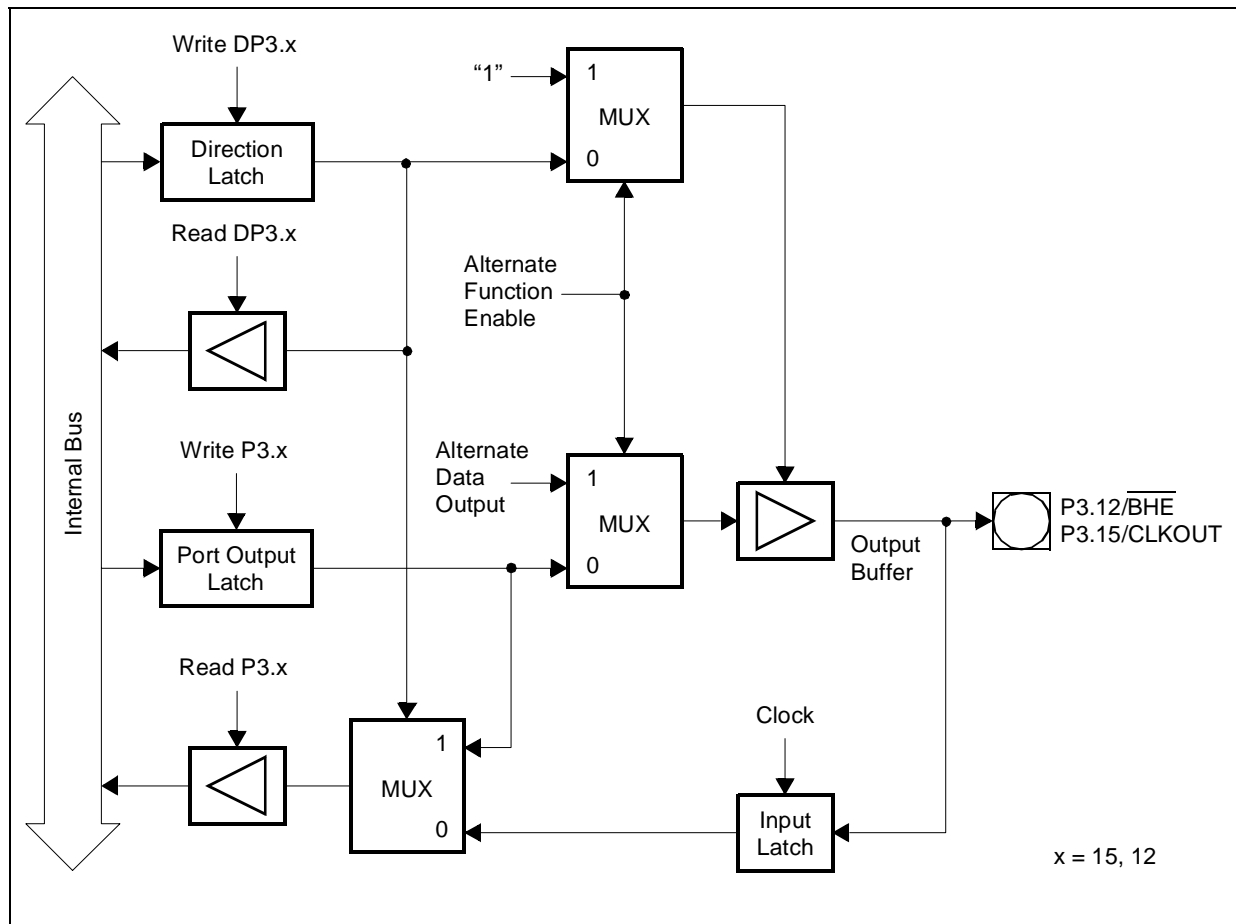 Write DP3.x
“1”
1
MUX
0
Direction
Latch
Read DP3.x
Alternate
Function
Enable
Internal Bus
Write P3.x
Alternate
Data
Output
1
MUX
0
Port Output
Latch
Output
Buffer
P3.12/B̅H̅E̅
P3.15/CLKOUT
Read P3.x
1
MUX
0
Clock
Input
Latch
x = 15, 12